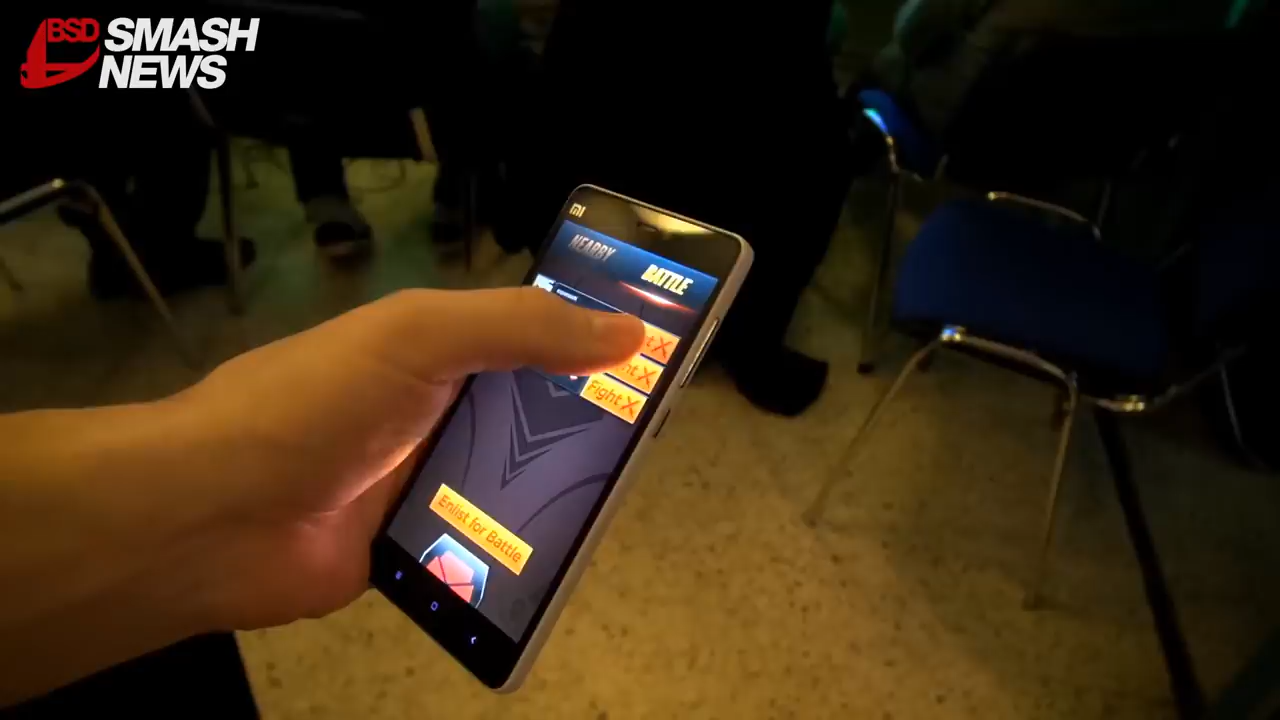 BSD SMASH
NEWS
MI
NEARBY
BATTLE
Fight X
Enlist for Battle